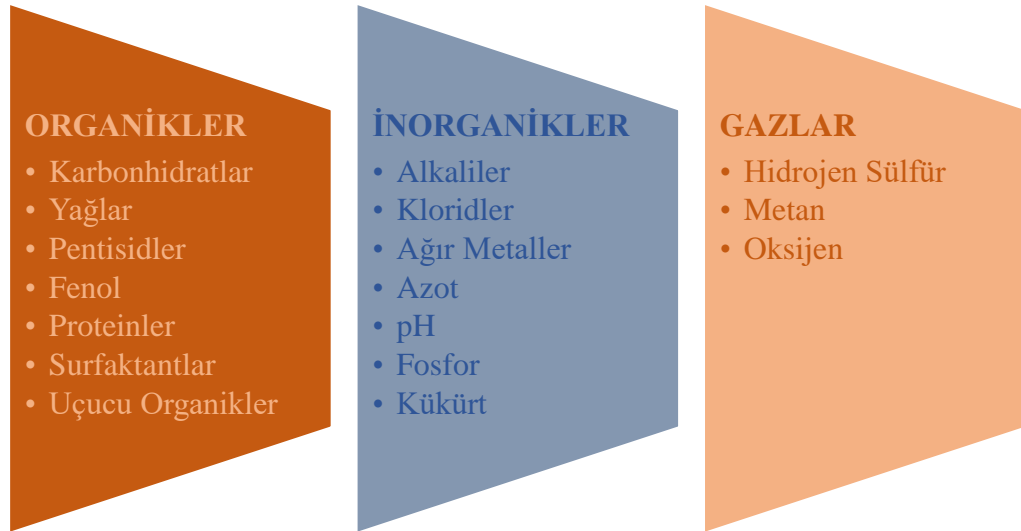 ORGANİKLER
• Karbonhidratlar
• Yağlar
• Pentisidler
• Fenol
• Proteinler
• Surfaktantlar
• Uçucu Organikler
İNORGANİKLER
• Alkaliler
• Kloridler
• Ağır Metaller
• Azot
• pH
• Fosfor
• Kükürt
GAZLAR
• Hidrojen Sülfür
• Metan
• Oksijen